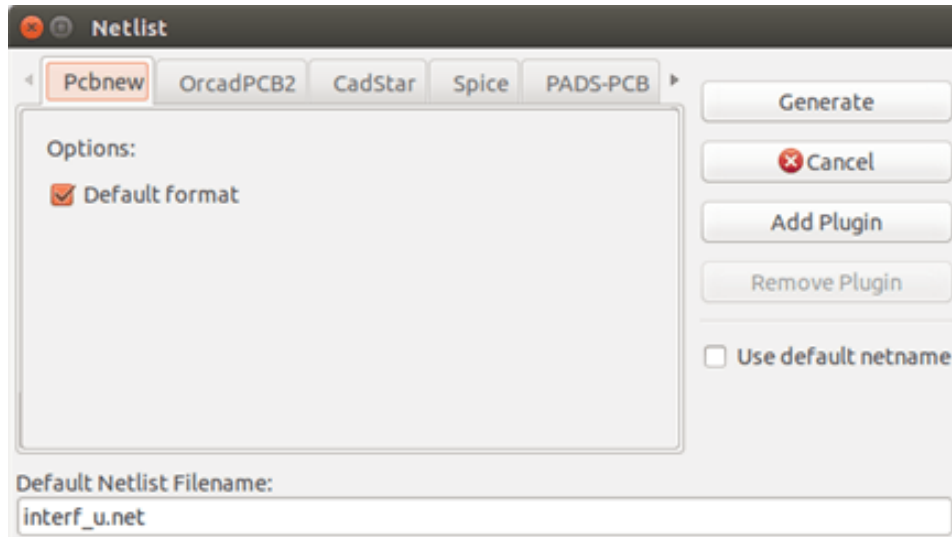 Netlist
Pcbnew OrcadPCB2 CadStar Spice PADS-PCB
Generate
Options:
Cancel
Default format
Add Plugin
Remove Plugin
Use default netname
Default Netlist Filename:
interf_u.net